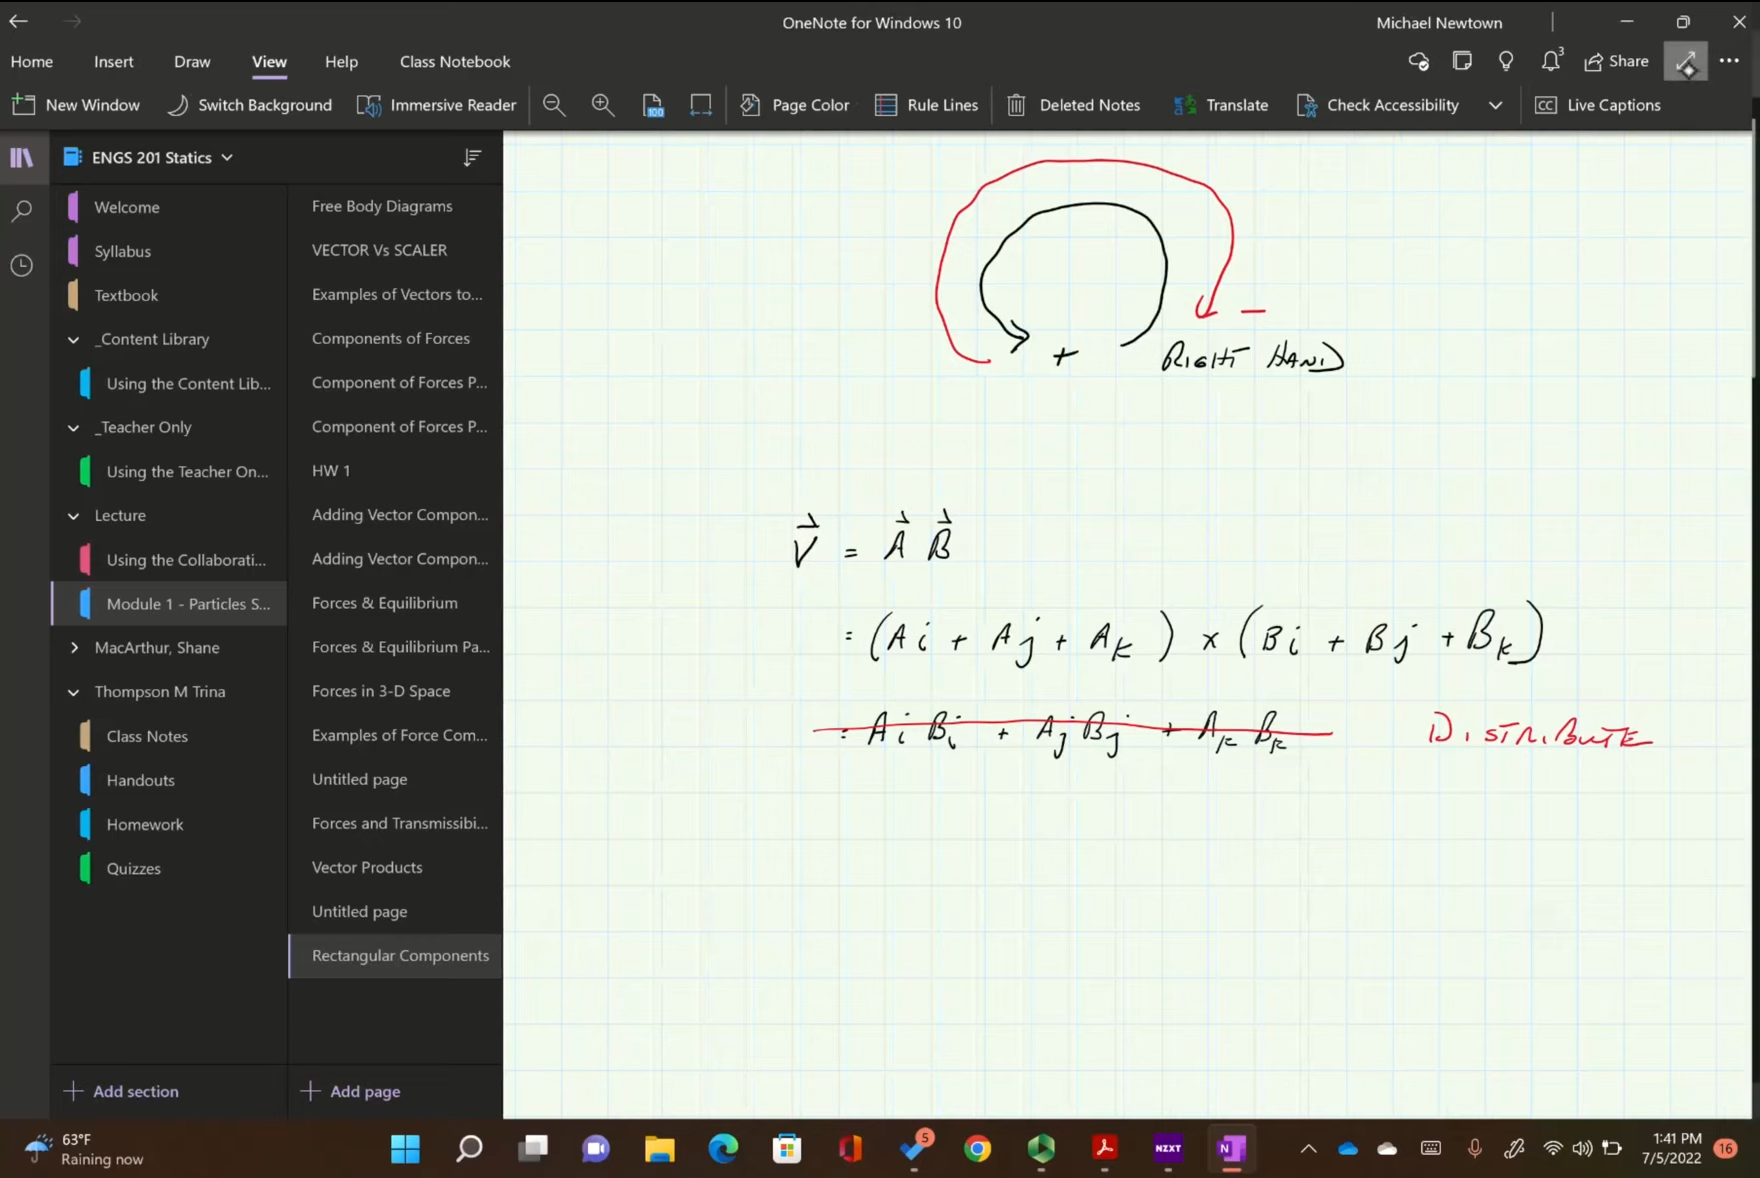 OneNote for Windows 10
Michael Newtown
Home Insert Draw View Help Class Notebook
3
Share
New Window Switch Background Immersive Reader 100 Page Color Rule Lines Deleted Notes Translate Check Accessibility CC Live Captions
ENGS 201 Statics
Welcome
Syllabus
Textbook
_Content Library
Using the Content Lib...
_Teacher Only
Using the Teacher On...
Lecture
Using the Collaborati...
Module 1 - Particles S...
MacArthur, Shane
Thompson M Trina
Class Notes
Handouts
Homework
Quizzes
Add section
Free Body Diagrams
VECTOR Vs SCALER
Examples of Vectors to...
Components of Forces
Component of Forces P...
Component of Forces P...
HW 1
Adding Vector Compon...
Adding Vector Compon...
Forces & Equilibrium
Forces & Equilibrium Pa...
Forces in 3-D Space
Examples of Force Com...
Untitled page
Forces and Transmissibi...
Vector Products
Untitled page
Rectangular Components
Add page
−
+ RIGHT HAND
V⃗ = A⃗ B⃗
= (Ai + Aj + Ak) × (Bi + Bj + Bk)
= Ai Bi + Aj Bj + Ak Bk DISTRIBUTE
63°F
Raining now
5
NZXT
N
1:41 PM
7/5/2022
16